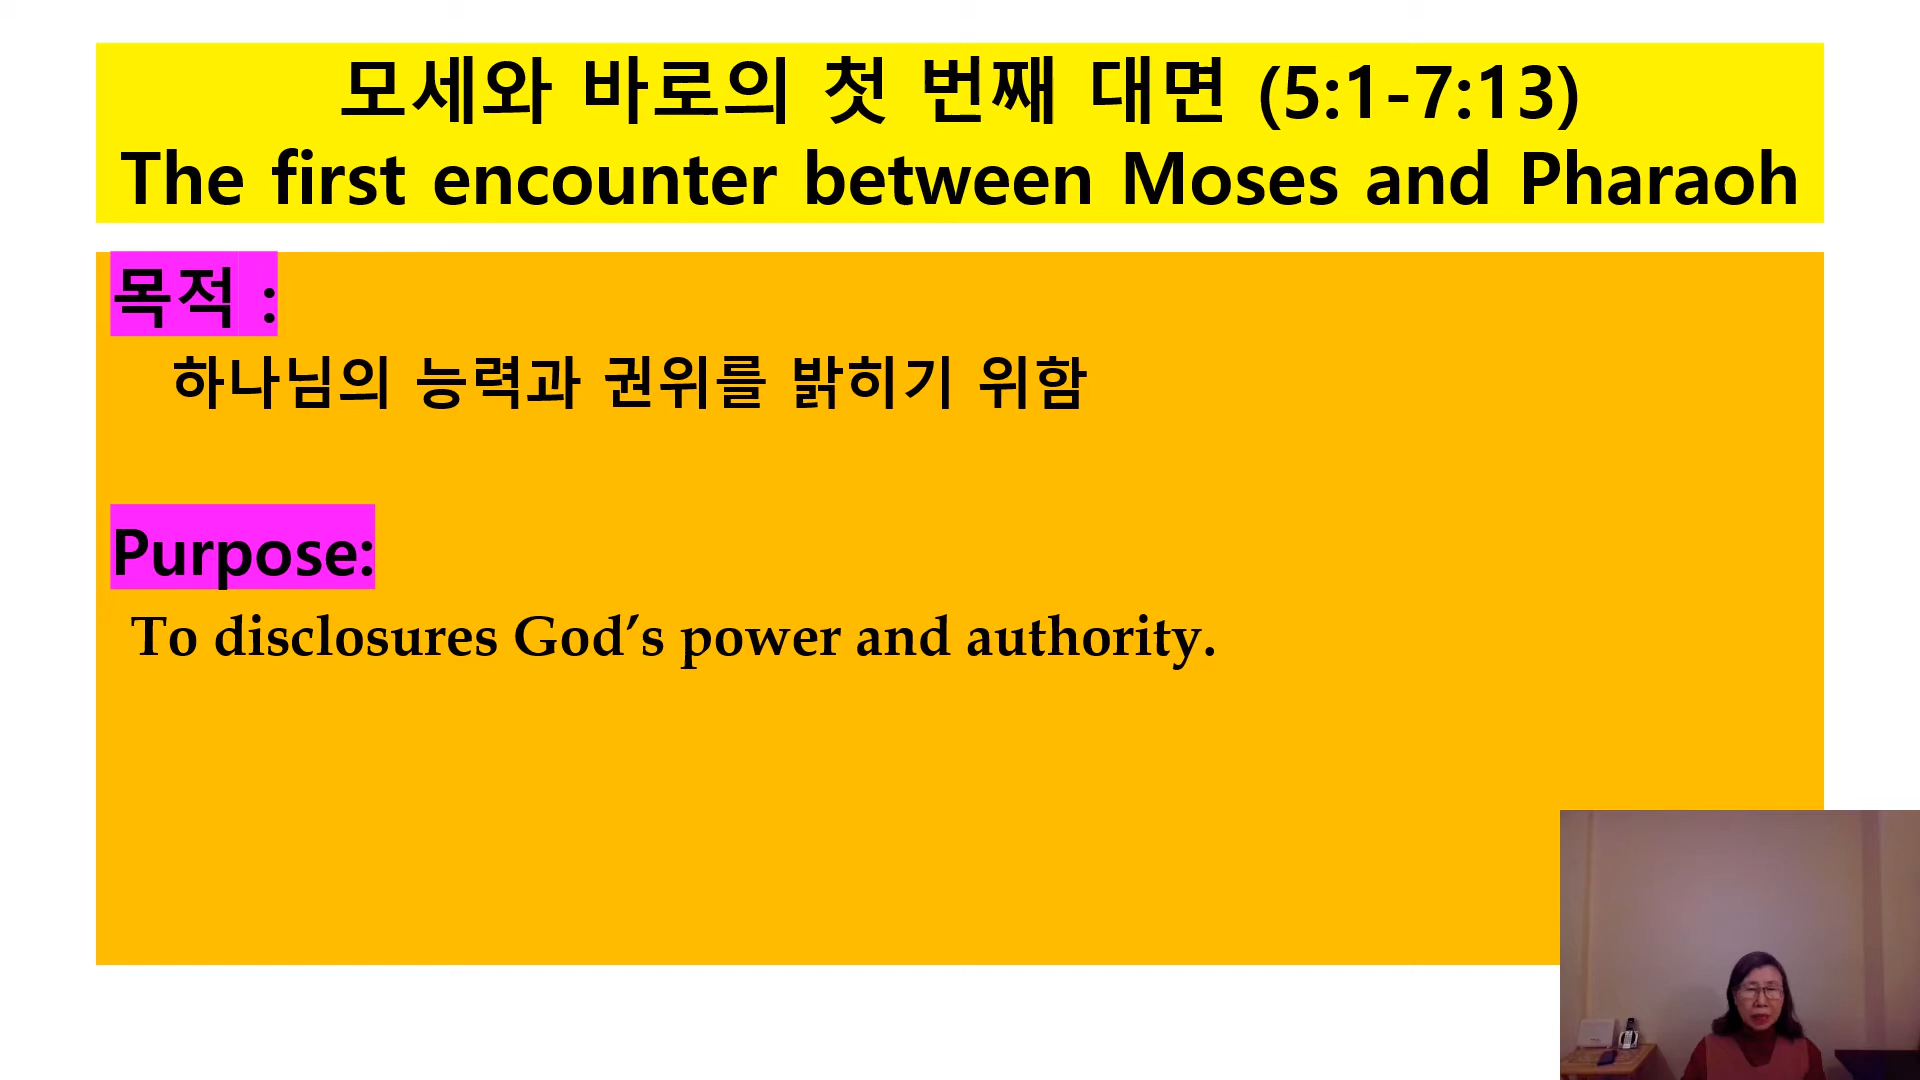 모세와 바로의 첫 번째 대면 (5:1-7:13)
The first encounter between Moses and Pharaoh
목적 :
하나님의 능력과 권위를 밝히기 위함
Purpose:
To disclosures God’s power and authority.